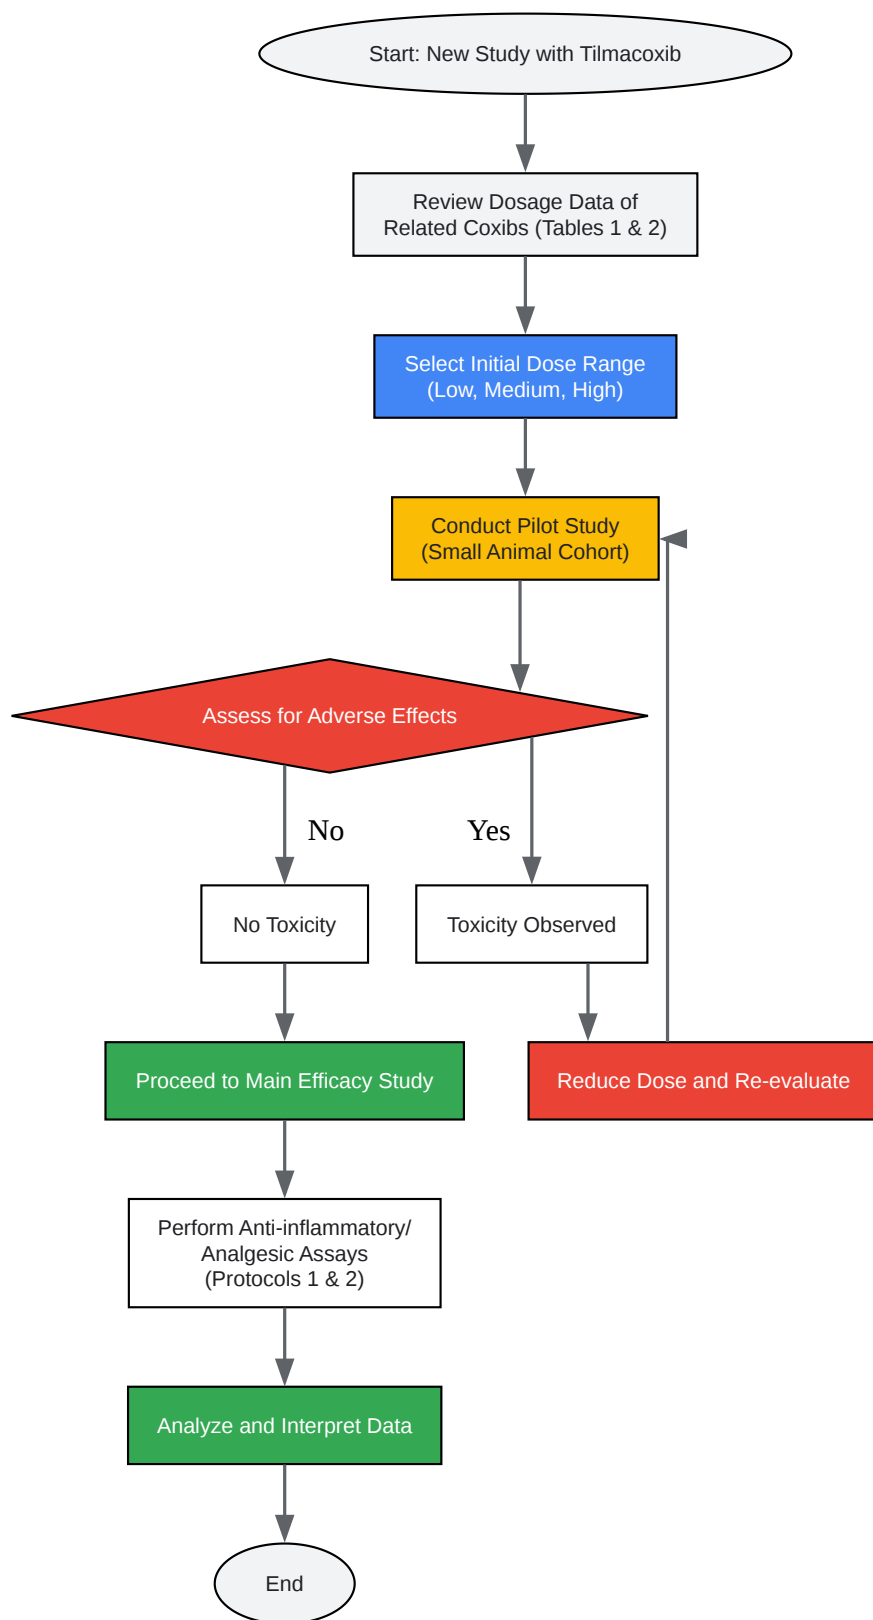 Start: New Study with Tilmacoxib
Review Dosage Data of
Related Coxibs (Tables 1 & 2)
Select Initial Dose Range
(Low, Medium, High)
Conduct Pilot Study
(Small Animal Cohort)
Assess for Adverse Effects
No
Yes
No Toxicity
Toxicity Observed
Proceed to Main Efficacy Study
Reduce Dose and Re-evaluate
Perform Anti-inflammatory/
Analgesic Assays
(Protocols 1 & 2)
Analyze and Interpret Data
End